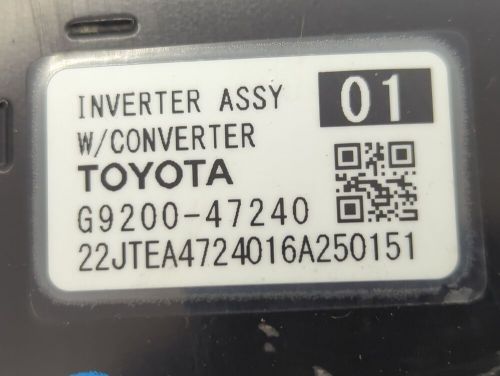 INVERTER ASSY 01
W/CONVERTER
TOYOTA
G9200-47240
22JTEA4724016A250151